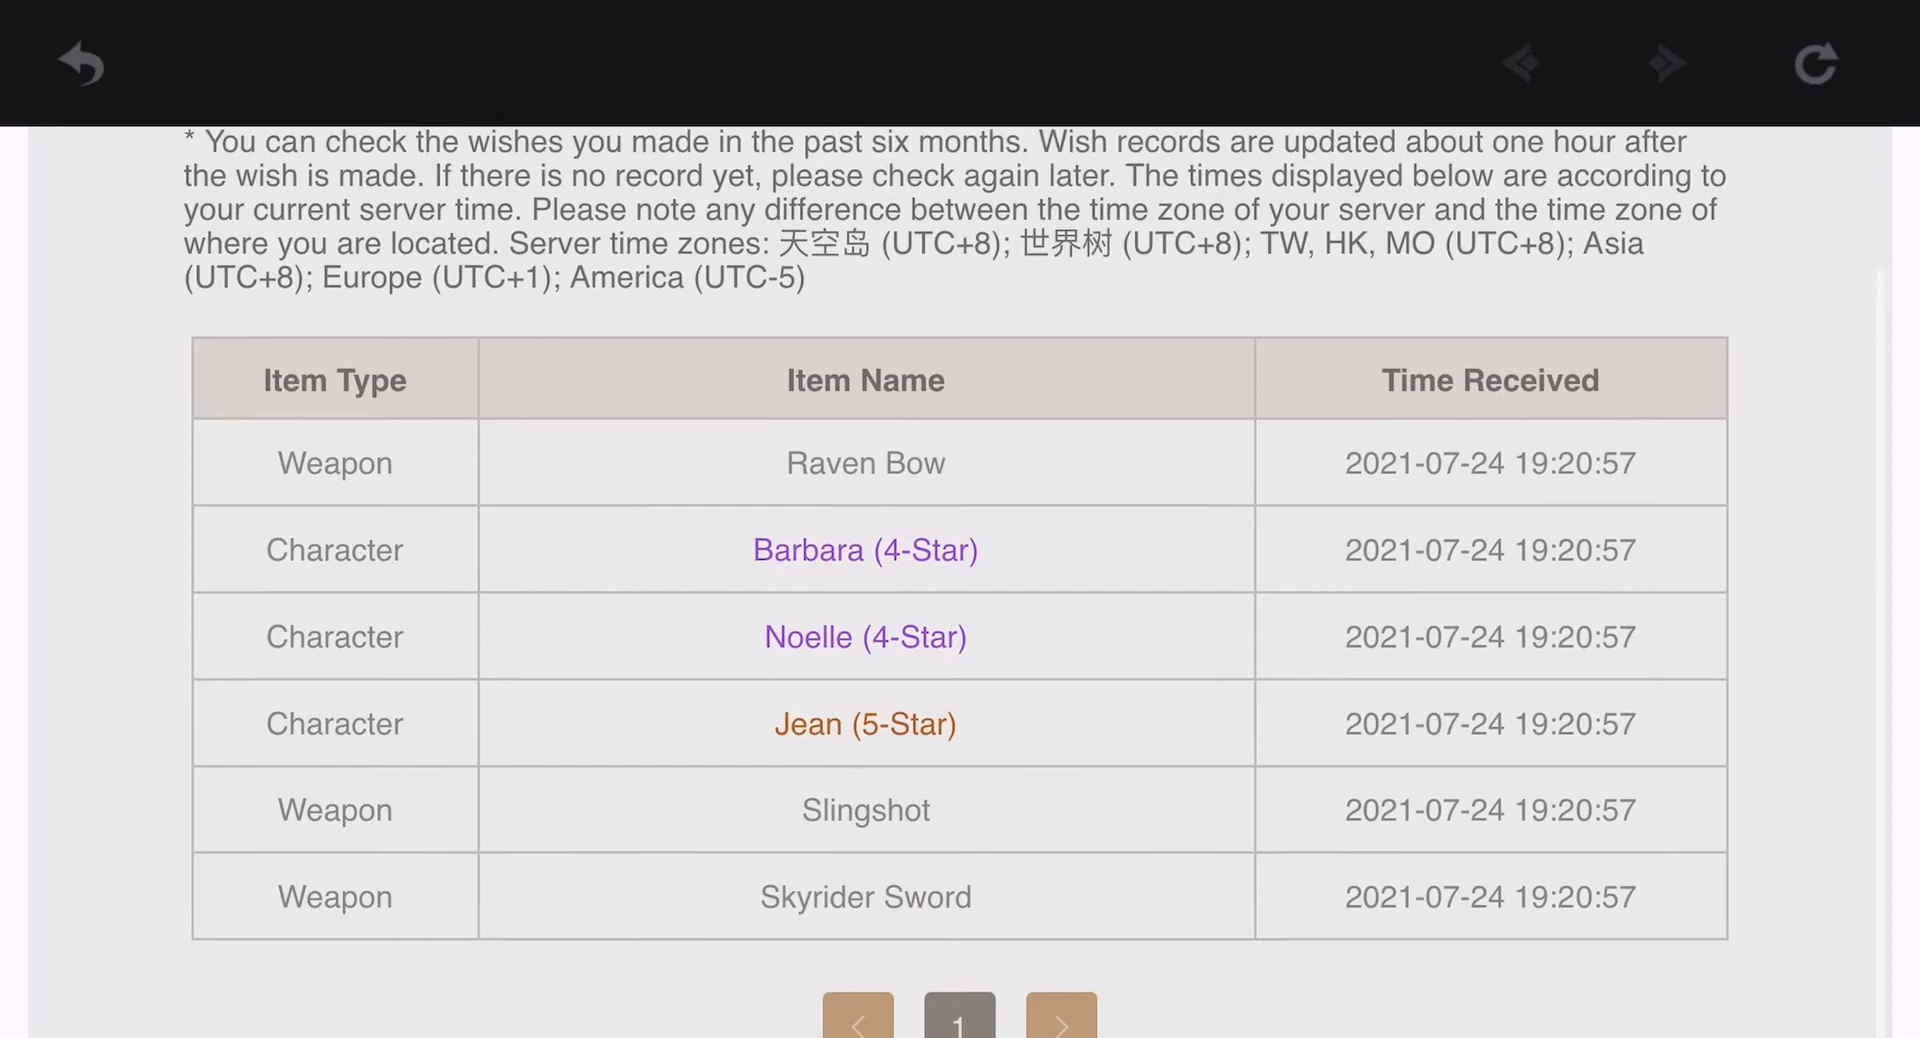 * You can check the wishes you made in the past six months. Wish records are updated about one hour after
the wish is made. If there is no record yet, please check again later. The times displayed below are according to
your current server time. Please note any difference between the time zone of your server and the time zone of
where you are located. Server time zones: 天空岛 (UTC+8); 世界树 (UTC+8); TW, HK, MO (UTC+8); Asia
(UTC+8); Europe (UTC+1); America (UTC-5)
Item Type Item Name Time Received
Weapon Raven Bow 2021-07-24 19:20:57
Character Barbara (4-Star) 2021-07-24 19:20:57
Character Noelle (4-Star) 2021-07-24 19:20:57
Character Jean (5-Star) 2021-07-24 19:20:57
Weapon Slingshot 2021-07-24 19:20:57
Weapon Skyrider Sword 2021-07-24 19:20:57
1